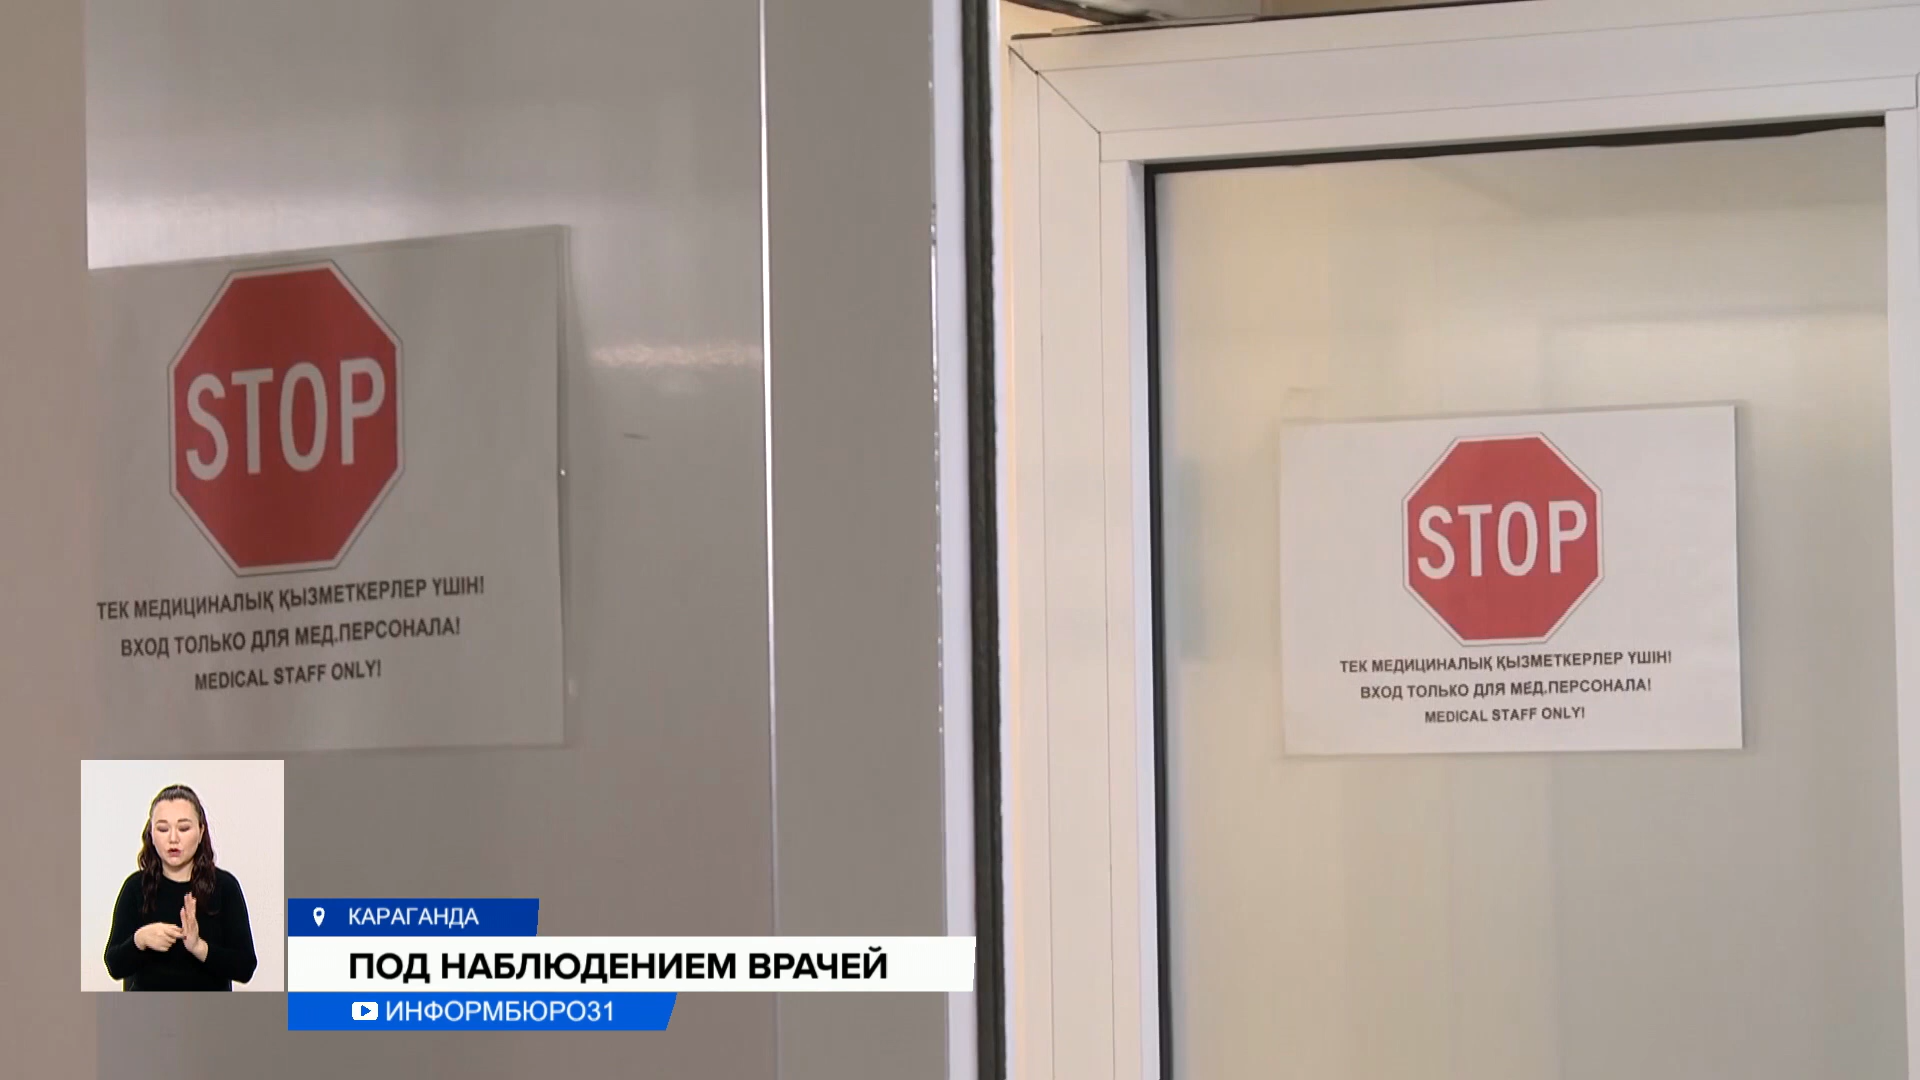 STOP
ТЕК МЕДИЦИНАЛЫҚ ҚЫЗМЕТКЕРЛЕР ҮШІН!
ВХОД ТОЛЬКО ДЛЯ МЕД.ПЕРСОНАЛА!
MEDICAL STAFF ONLY!
STOP
ТЕК МЕДИЦИНАЛЫҚ ҚЫЗМЕТКЕРЛЕР ҮШІН!
ВХОД ТОЛЬКО ДЛЯ МЕД.ПЕРСОНАЛА!
MEDICAL STAFF ONLY!
КАРАГАНДА
ПОД НАБЛЮДЕНИЕМ ВРАЧЕЙ
ИНФОРМБЮРО31